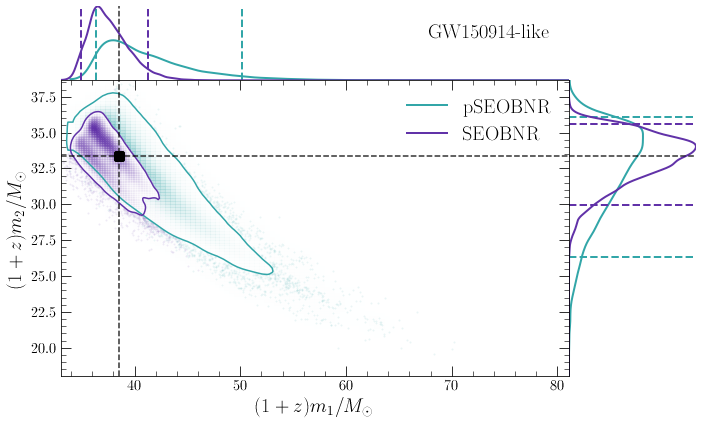 GW150914-like
pSEOBNR
SEOBNR
37.5
35.0
32.5
30.0
27.5
25.0
22.5
20.0
(1 + z)m₂/M⊙
40 50 60 70 80
(1 + z)m₁/M⊙